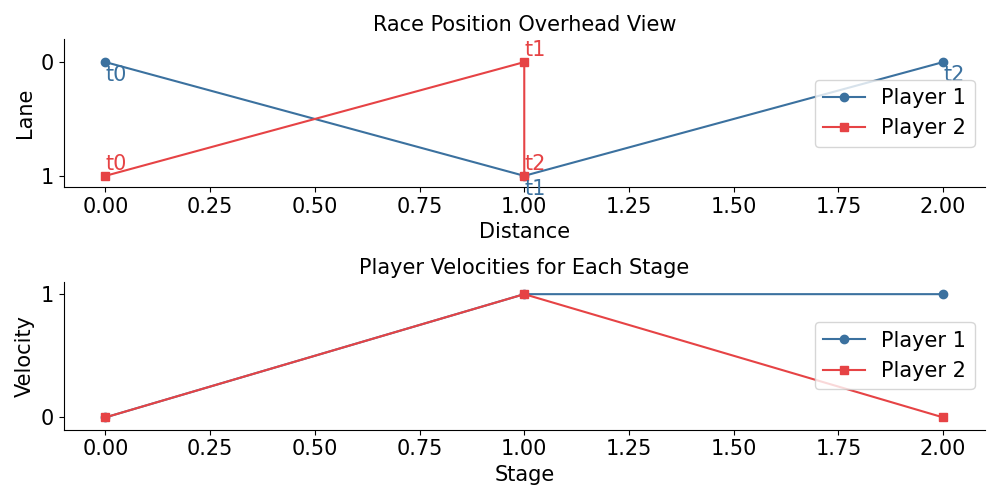 Race Position Overhead View
Lane
0
1
t0
t0
t1
t2
t1
t2
Player 1
Player 2
0.00 0.25 0.50 0.75 1.00 1.25 1.50 1.75 2.00
Distance
Player Velocities for Each Stage
Velocity
1
0
Player 1
Player 2
0.00 0.25 0.50 0.75 1.00 1.25 1.50 1.75 2.00
Stage